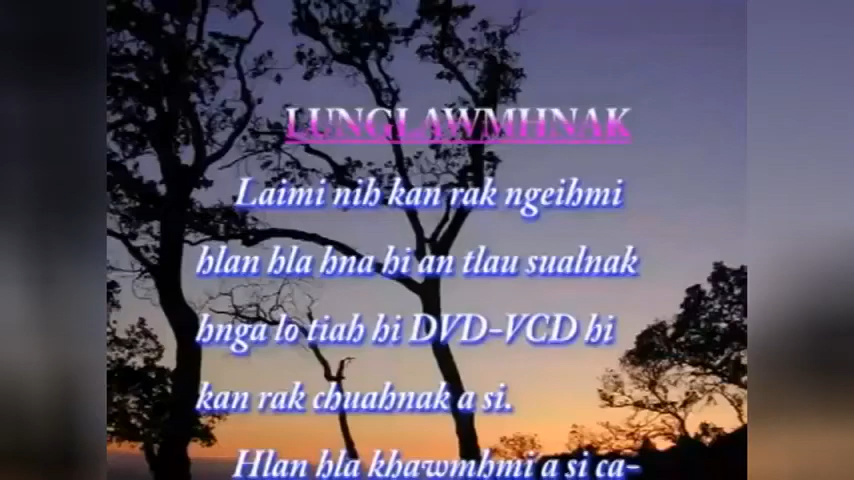 LUNGLAWMHNAK
Laimi nih kan rak ngeihmi
hlan hla hna hi an tlau sualnak
hnga lo tiah hi DVD-VCD hi
kan rak chuahnak a si.
Hlan hla khawmhmi a si ca-